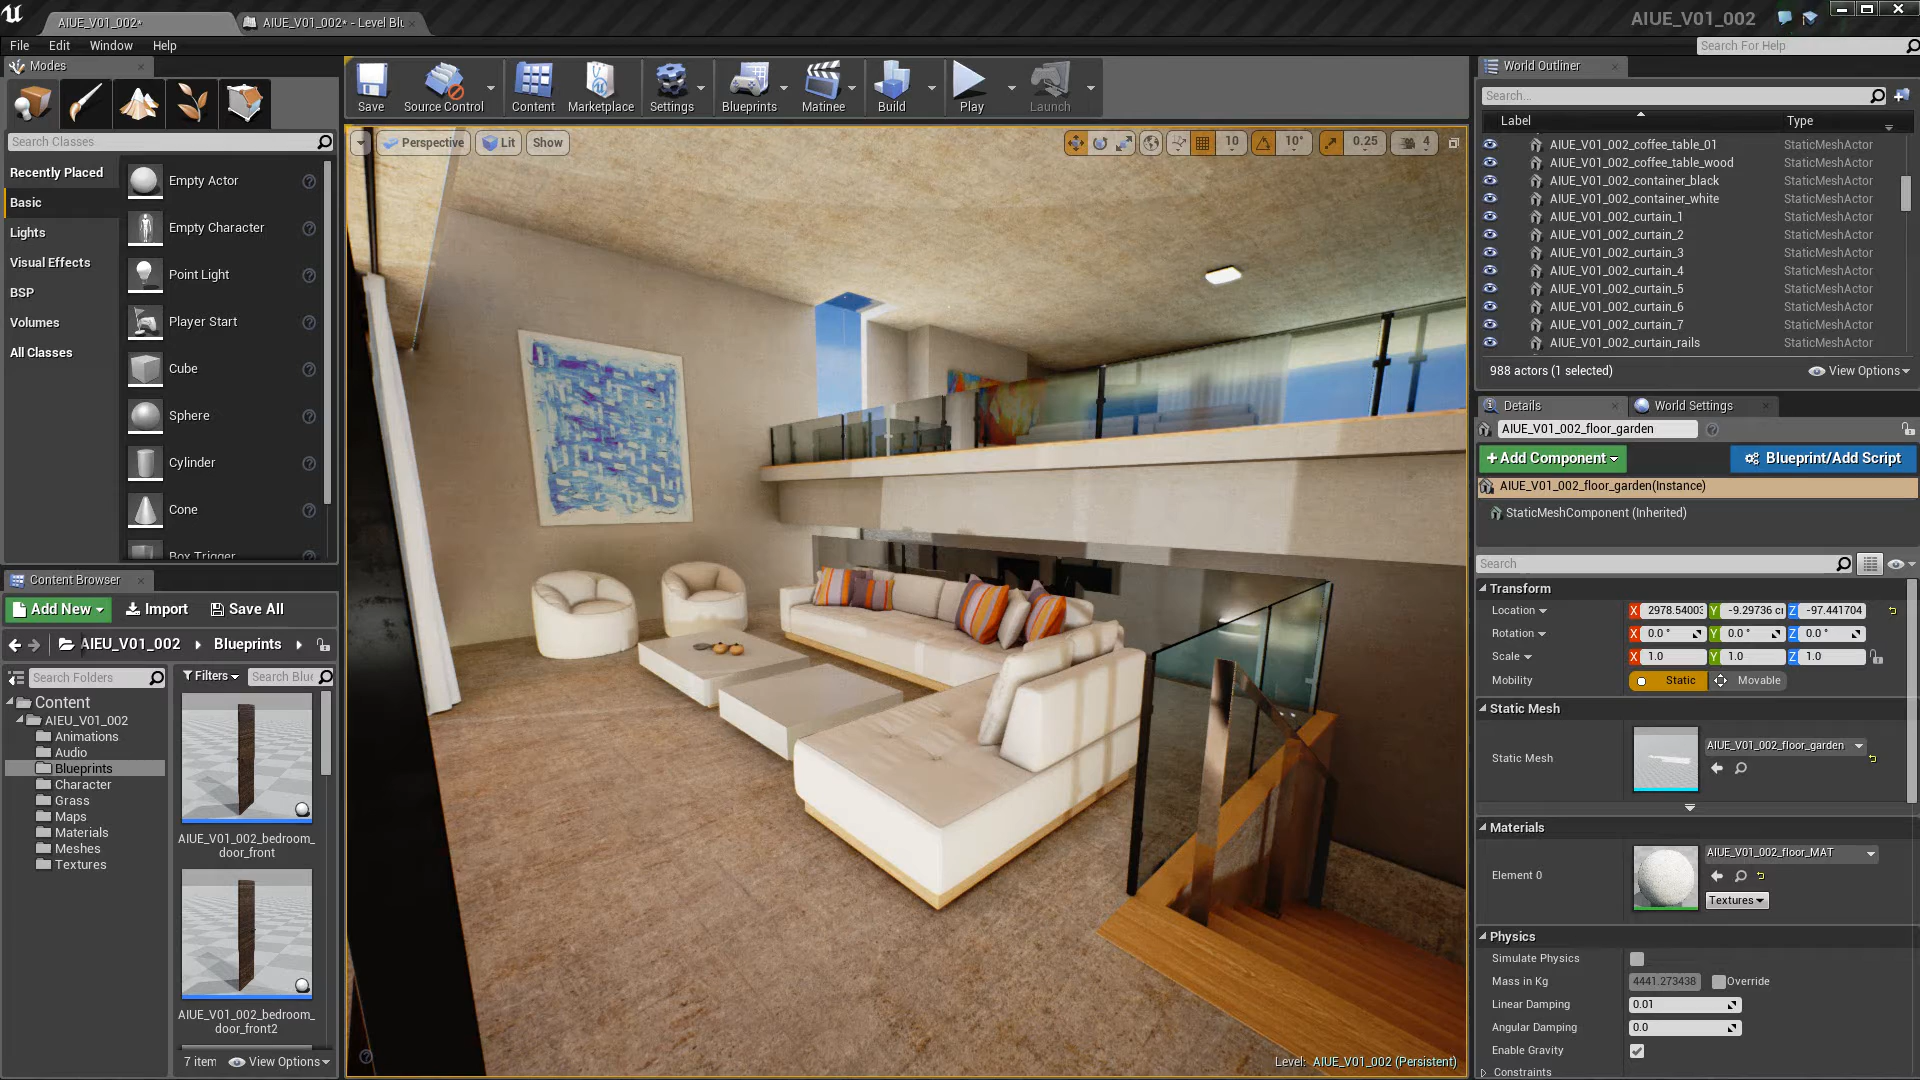 AIUE_V01_002*
AIUE_V01_002* - Level Blu
AIUE_V01_002
File Edit Window Help
Search For Help
Modes
Search Classes
Recently Placed
Basic
Lights
Visual Effects
BSP
Volumes
All Classes
Empty Actor
Empty Character
Point Light
Player Start
Cube
Sphere
Cylinder
Cone
Box Trigger
Save
Source Control
Content
Marketplace
Settings
Blueprints
Matinee
Build
Play
Launch
Perspective
Lit
Show
10
10°
0.25
4
Level: AIUE_V01_002 (Persistent)
Content Browser
Add New
Import
Save All
AIEU_V01_002
Blueprints
Search Folders
Filters
Search Blue
Content
AIEU_V01_002
Animations
Audio
Blueprints
Character
Grass
Maps
Materials
Meshes
Textures
AIUE_V01_002_bedroom_
door_front
AIUE_V01_002_bedroom_
door_front2
7 item
View Options
World Outliner
Search...
Label Type
AIUE_V01_002_coffee_table_01 StaticMeshActor
AIUE_V01_002_coffee_table_wood StaticMeshActor
AIUE_V01_002_container_black StaticMeshActor
AIUE_V01_002_container_white StaticMeshActor
AIUE_V01_002_curtain_1 StaticMeshActor
AIUE_V01_002_curtain_2 StaticMeshActor
AIUE_V01_002_curtain_3 StaticMeshActor
AIUE_V01_002_curtain_4 StaticMeshActor
AIUE_V01_002_curtain_5 StaticMeshActor
AIUE_V01_002_curtain_6 StaticMeshActor
AIUE_V01_002_curtain_7 StaticMeshActor
AIUE_V01_002_curtain_rails StaticMeshActor
988 actors (1 selected)
View Options
Details
World Settings
AIUE_V01_002_floor_garden
+Add Component
Blueprint/Add Script
AIUE_V01_002_floor_garden(Instance)
StaticMeshComponent (Inherited)
Search
Transform
Location X 2978.54003 Y -9.29736 c Z -97.441704
Rotation X 0.0 ° Y 0.0 ° Z 0.0 °
Scale X 1.0 Y 1.0 Z 1.0
Mobility Static Movable
Static Mesh
Static Mesh AIUE_V01_002_floor_garden
Materials
Element 0 AIUE_V01_002_floor_MAT
Textures
Physics
Simulate Physics
Mass in Kg 4441.273438 Override
Linear Damping 0.01
Angular Damping 0.0
Enable Gravity
Constraints